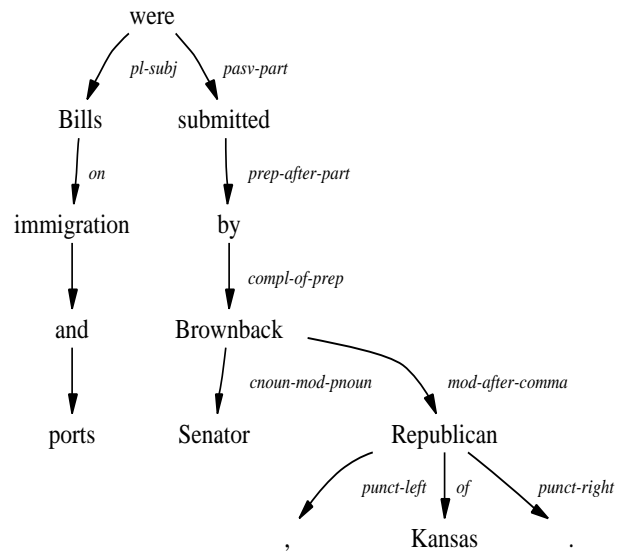 were
pl-subj pasv-part
Bills submitted
on prep-after-part
immigration by
compl-of-prep
and Brownback
cnoun-mod-pnoun mod-after-comma
ports Senator Republican
punct-left of punct-right
, Kansas .